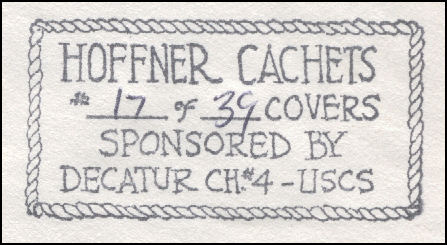 HOFFNER CACHETS
# 17 of 39 COVERS
SPONSORED BY
DECATUR CH.#4 - USCS